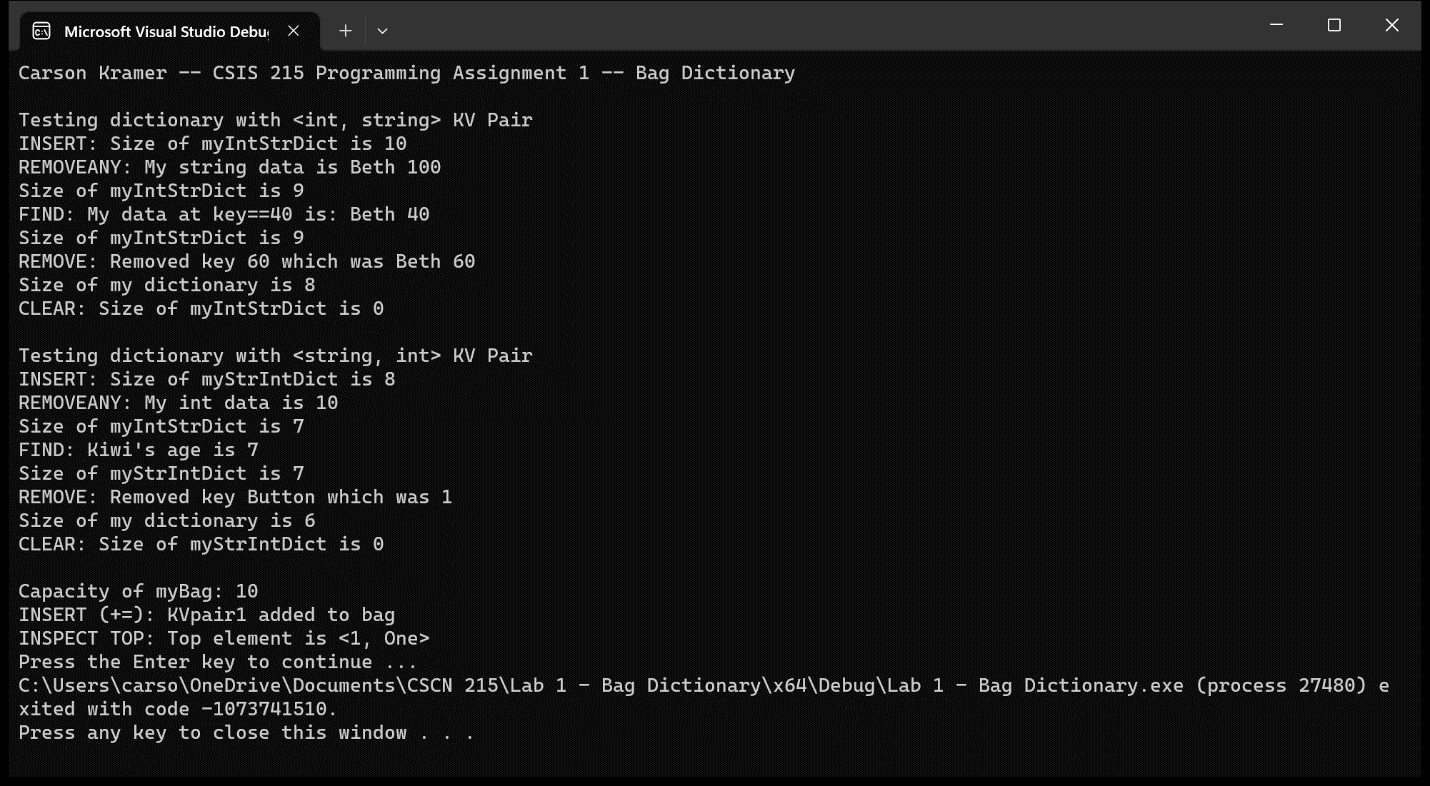 Microsoft Visual Studio Debu
Carson Kramer -- CSIS 215 Programming Assignment 1 -- Bag Dictionary
Testing dictionary with <int, string> KV Pair
INSERT: Size of myIntStrDict is 10
REMOVEANY: My string data is Beth 100
Size of myIntStrDict is 9
FIND: My data at key==40 is: Beth 40
Size of myIntStrDict is 9
REMOVE: Removed key 60 which was Beth 60
Size of my dictionary is 8
CLEAR: Size of myIntStrDict is 0
Testing dictionary with <string, int> KV Pair
INSERT: Size of myStrIntDict is 8
REMOVEANY: My int data is 10
Size of myIntStrDict is 7
FIND: Kiwi's age is 7
Size of myStrIntDict is 7
REMOVE: Removed key Button which was 1
Size of my dictionary is 6
CLEAR: Size of myStrIntDict is 0
Capacity of myBag: 10
INSERT (+=): KVpair1 added to bag
INSPECT TOP: Top element is <1, One>
Press the Enter key to continue ...
C:\Users\carso\OneDrive\Documents\CSCN 215\Lab 1 - Bag Dictionary\x64\Debug\Lab 1 - Bag Dictionary.exe (process 27480) e
xited with code -1073741510.
Press any key to close this window . . .